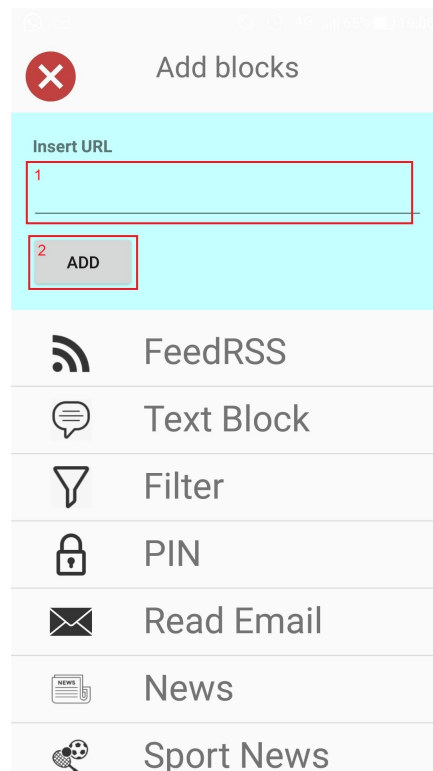 Add blocks
Insert URL
1
2
ADD
FeedRSS
Text Block
Filter
PIN
Read Email
NEWS
News
Sport News